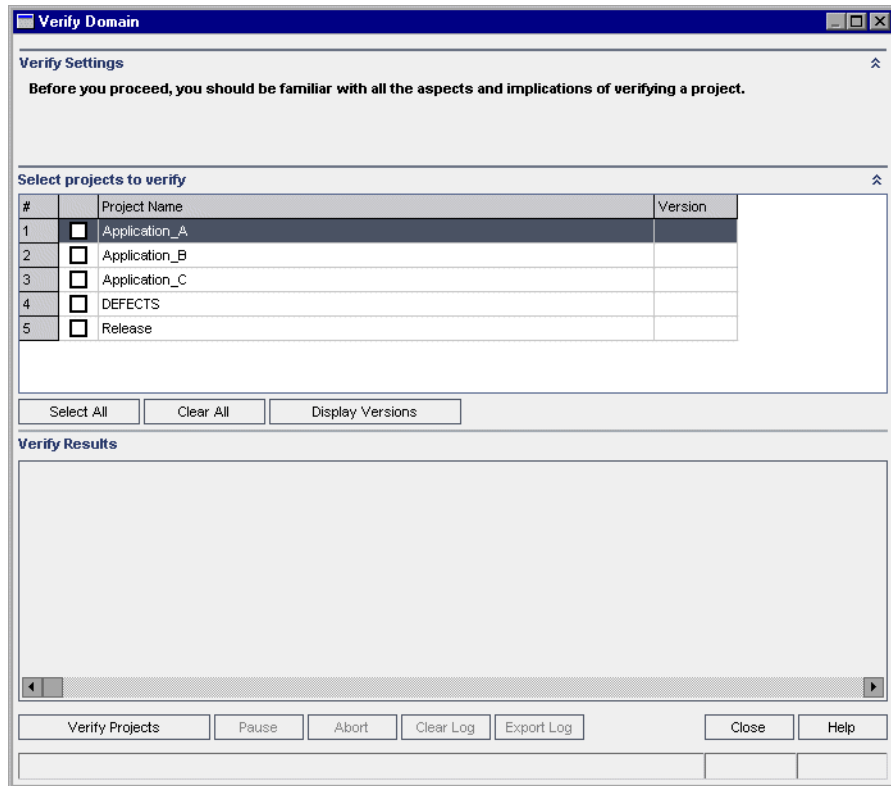 Verify Domain
Verify Settings
Before you proceed, you should be familiar with all the aspects and implications of verifying a project.
Select projects to verify
# Project Name Version
1 Application_A
2 Application_B
3 Application_C
4 DEFECTS
5 Release
Select All Clear All Display Versions
Verify Results
Verify Projects Pause Abort Clear Log Export Log Close Help